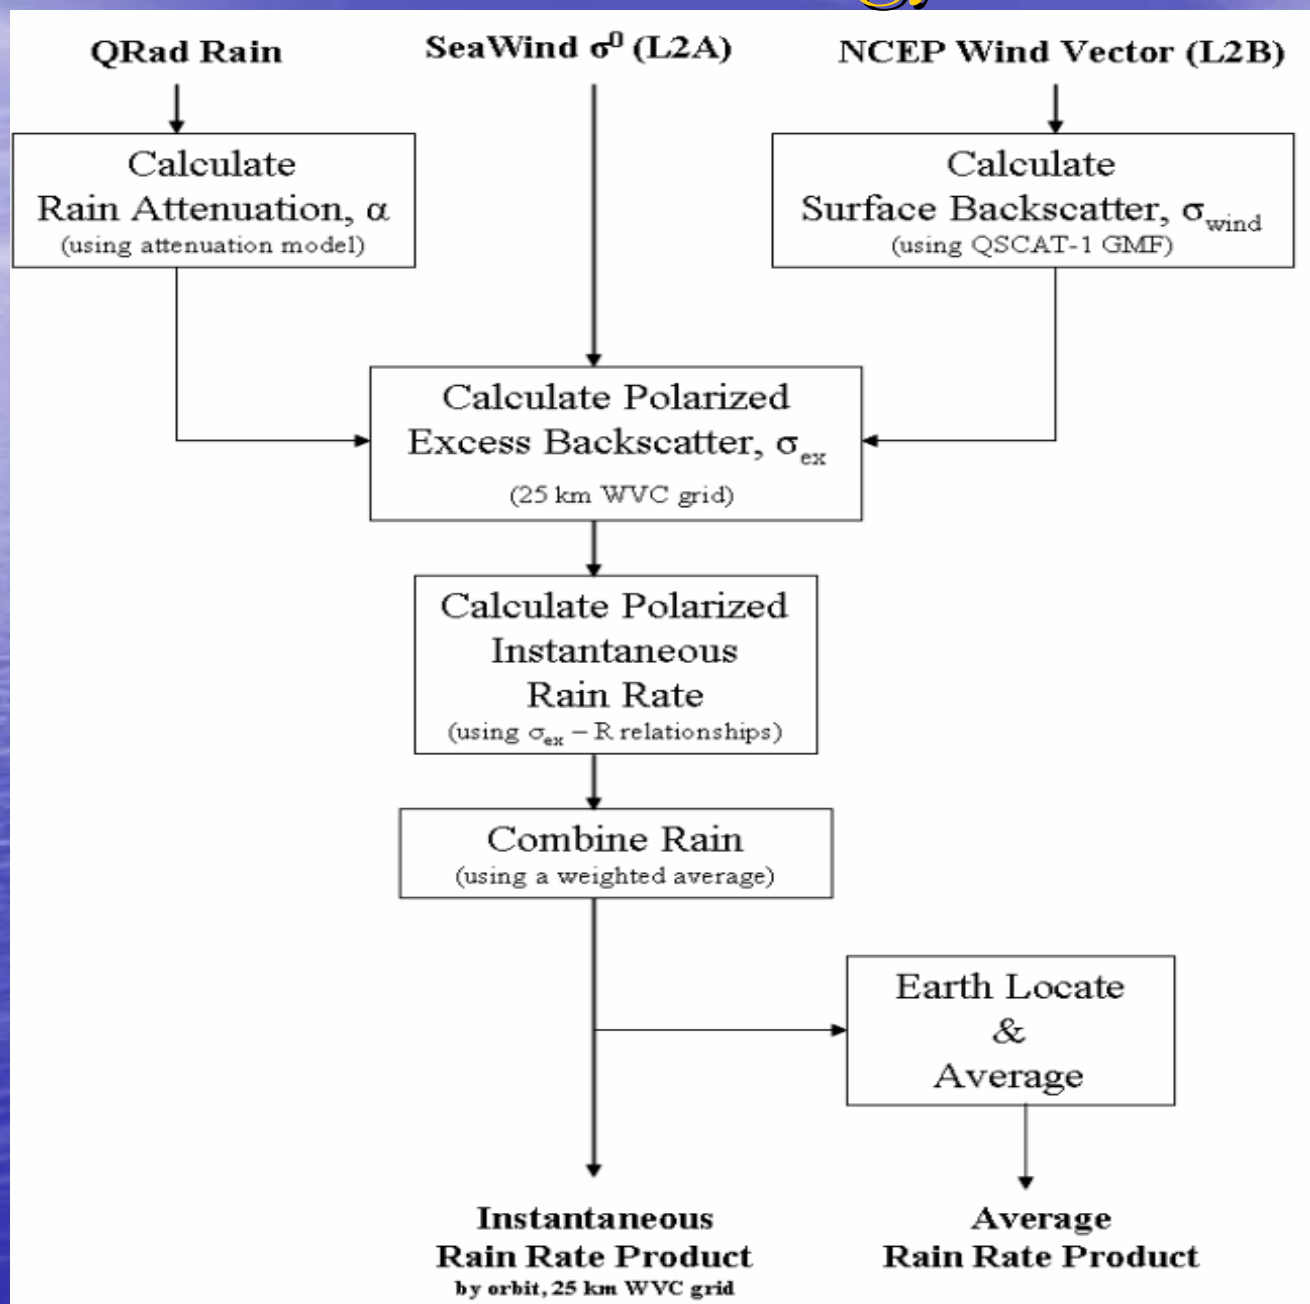 QRad Rain
SeaWind σ⁰ (L2A)
NCEP Wind Vector (L2B)
Calculate
Rain Attenuation, α
(using attenuation model)
Calculate
Surface Backscatter, σwind
(using QSCAT-1 GMF)
Calculate Polarized
Excess Backscatter, σex
(25 km WVC grid)
Calculate Polarized
Instantaneous
Rain Rate
(using σex – R relationships)
Combine Rain
(using a weighted average)
Earth Locate
&
Average
Instantaneous
Rain Rate Product
by orbit, 25 km WVC grid
Average
Rain Rate Product